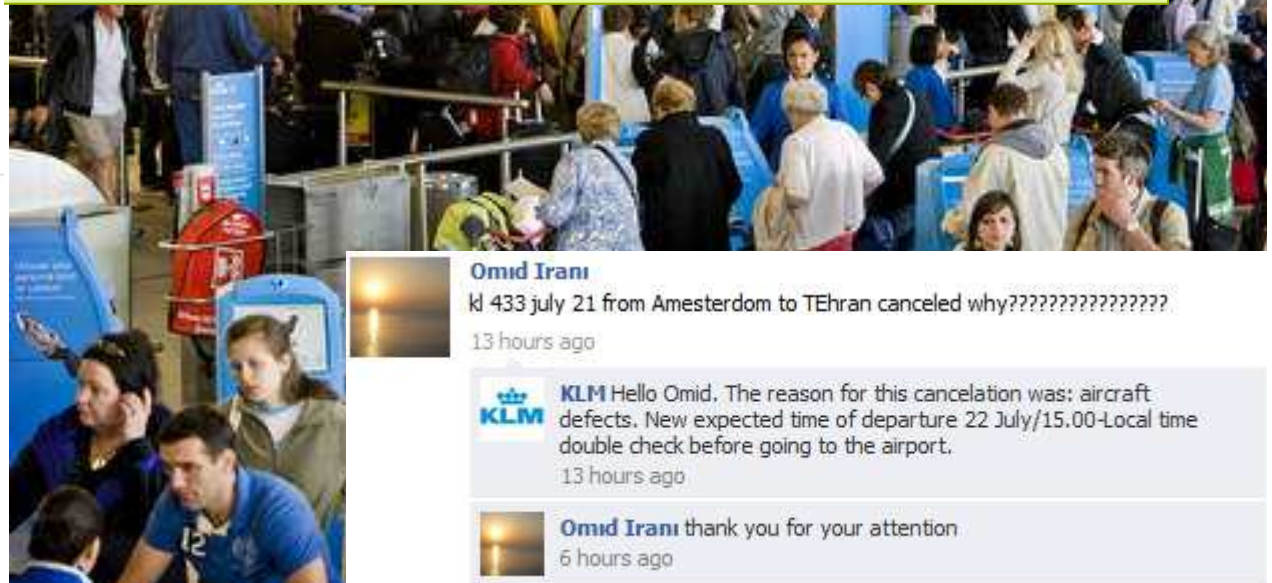 Omid Irani
kl 433 july 21 from Amesterdom to TEhran canceled why????????????????
13 hours ago
KLM
KLM Hello Omid. The reason for this cancelation was: aircraft
defects. New expected time of departure 22 July/15.00-Local time
double check before going to the airport.
13 hours ago
Omid Irani thank you for your attention
6 hours ago